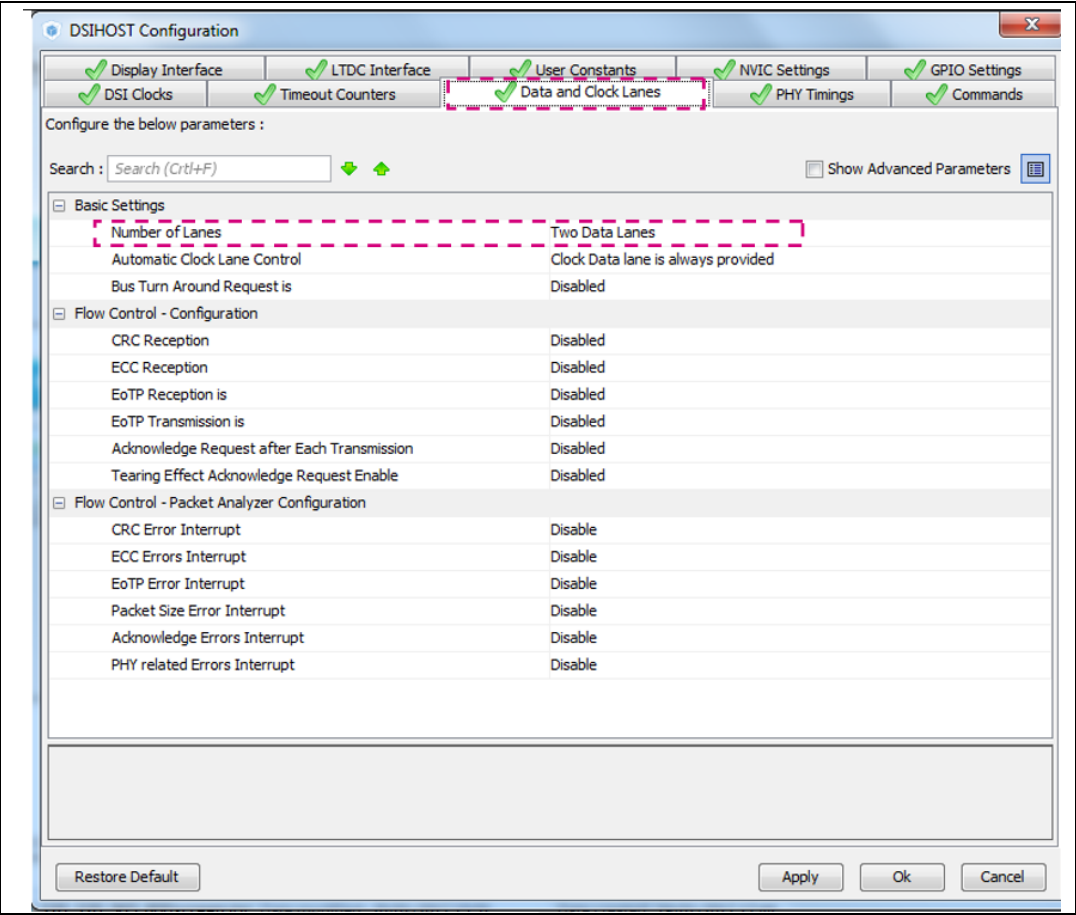 DSIHOST Configuration
Display Interface LTDC Interface User Constants NVIC Settings GPIO Settings
DSI Clocks Timeout Counters Data and Clock Lanes PHY Timings Commands
Configure the below parameters :
Search : Search (Crtl+F) Show Advanced Parameters
Basic Settings
Number of Lanes Two Data Lanes
Automatic Clock Lane Control Clock Data lane is always provided
Bus Turn Around Request is Disabled
Flow Control - Configuration
CRC Reception Disabled
ECC Reception Disabled
EoTP Reception is Disabled
EoTP Transmission is Disabled
Acknowledge Request after Each Transmission Disabled
Tearing Effect Acknowledge Request Enable Disabled
Flow Control - Packet Analyzer Configuration
CRC Error Interrupt Disable
ECC Errors Interrupt Disable
EoTP Error Interrupt Disable
Packet Size Error Interrupt Disable
Acknowledge Errors Interrupt Disable
PHY related Errors Interrupt Disable
Restore Default Apply Ok Cancel